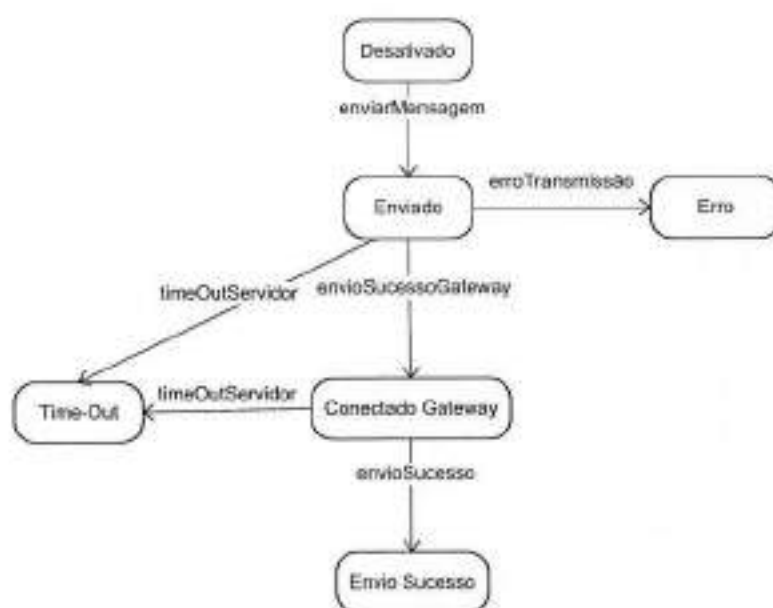 Desativado
enviarMensagem
erroTransmissão
Enviado
Erro
timeOutServidor
envioSucessoGateway
timeOutServidor
Time-Out
Conectado Gateway
envioSucesso
Envio Sucesso